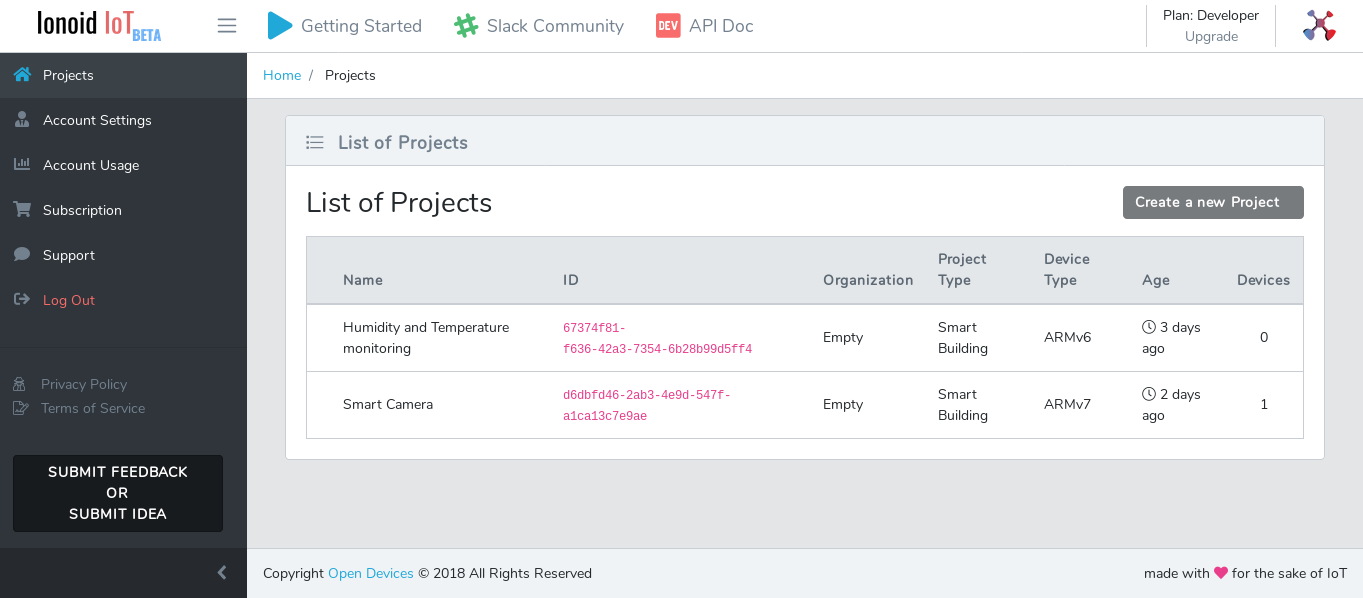 Ionoid IoT BETA
Getting Started
Slack Community
DEV
API Doc
Plan: Developer
Upgrade
Projects
Account Settings
Account Usage
Subscription
Support
Log Out
Privacy Policy
Terms of Service
SUBMIT FEEDBACK
OR
SUBMIT IDEA
Home / Projects
List of Projects
List of Projects
Create a new Project
Name ID Organization Project Type Device Type Age Devices
Humidity and Temperature monitoring 67374f81-f636-42a3-7354-6b28b99d5ff4 Empty Smart Building ARMv6 3 days ago 0
Smart Camera d6dbfd46-2ab3-4e9d-547f-a1ca13c7e9ae Empty Smart Building ARMv7 2 days ago 1
Copyright Open Devices © 2018 All Rights Reserved
made with ♥ for the sake of IoT